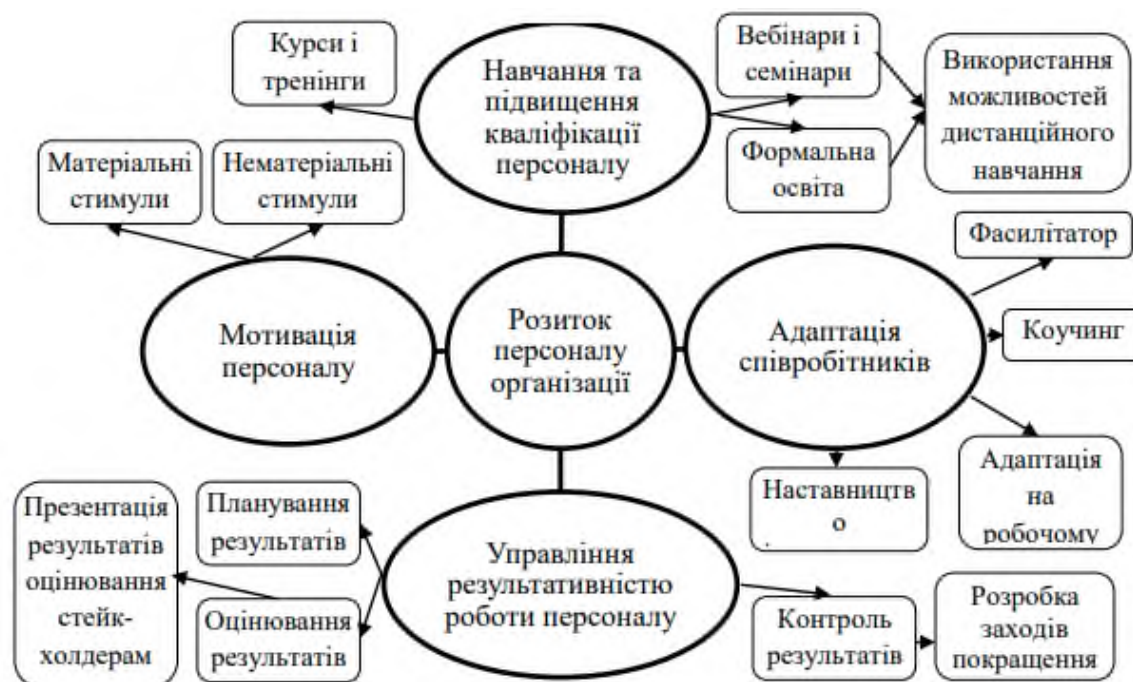 Курси і
тренінги
Навчання та
підвищення
кваліфікації
персоналу
Вебінари і
семінари
Формальна
освіта
Використання
можливостей
дистанційного
навчання
Матеріальні
стимули
Нематеріальні
стимули
Мотивація
персоналу
Розиток
персоналу
організації
Адаптація
співробітників
Фасилітатор
Коучинг
Адаптація
на
робочому
Наставництв
о
Презентація
результатів
оцінювання
стейк-
холдерам
Планування
результатів
Оцінювання
результатів
Управління
результативністю
роботи персоналу
Контроль
результатів
Розробка
заходів
покращення